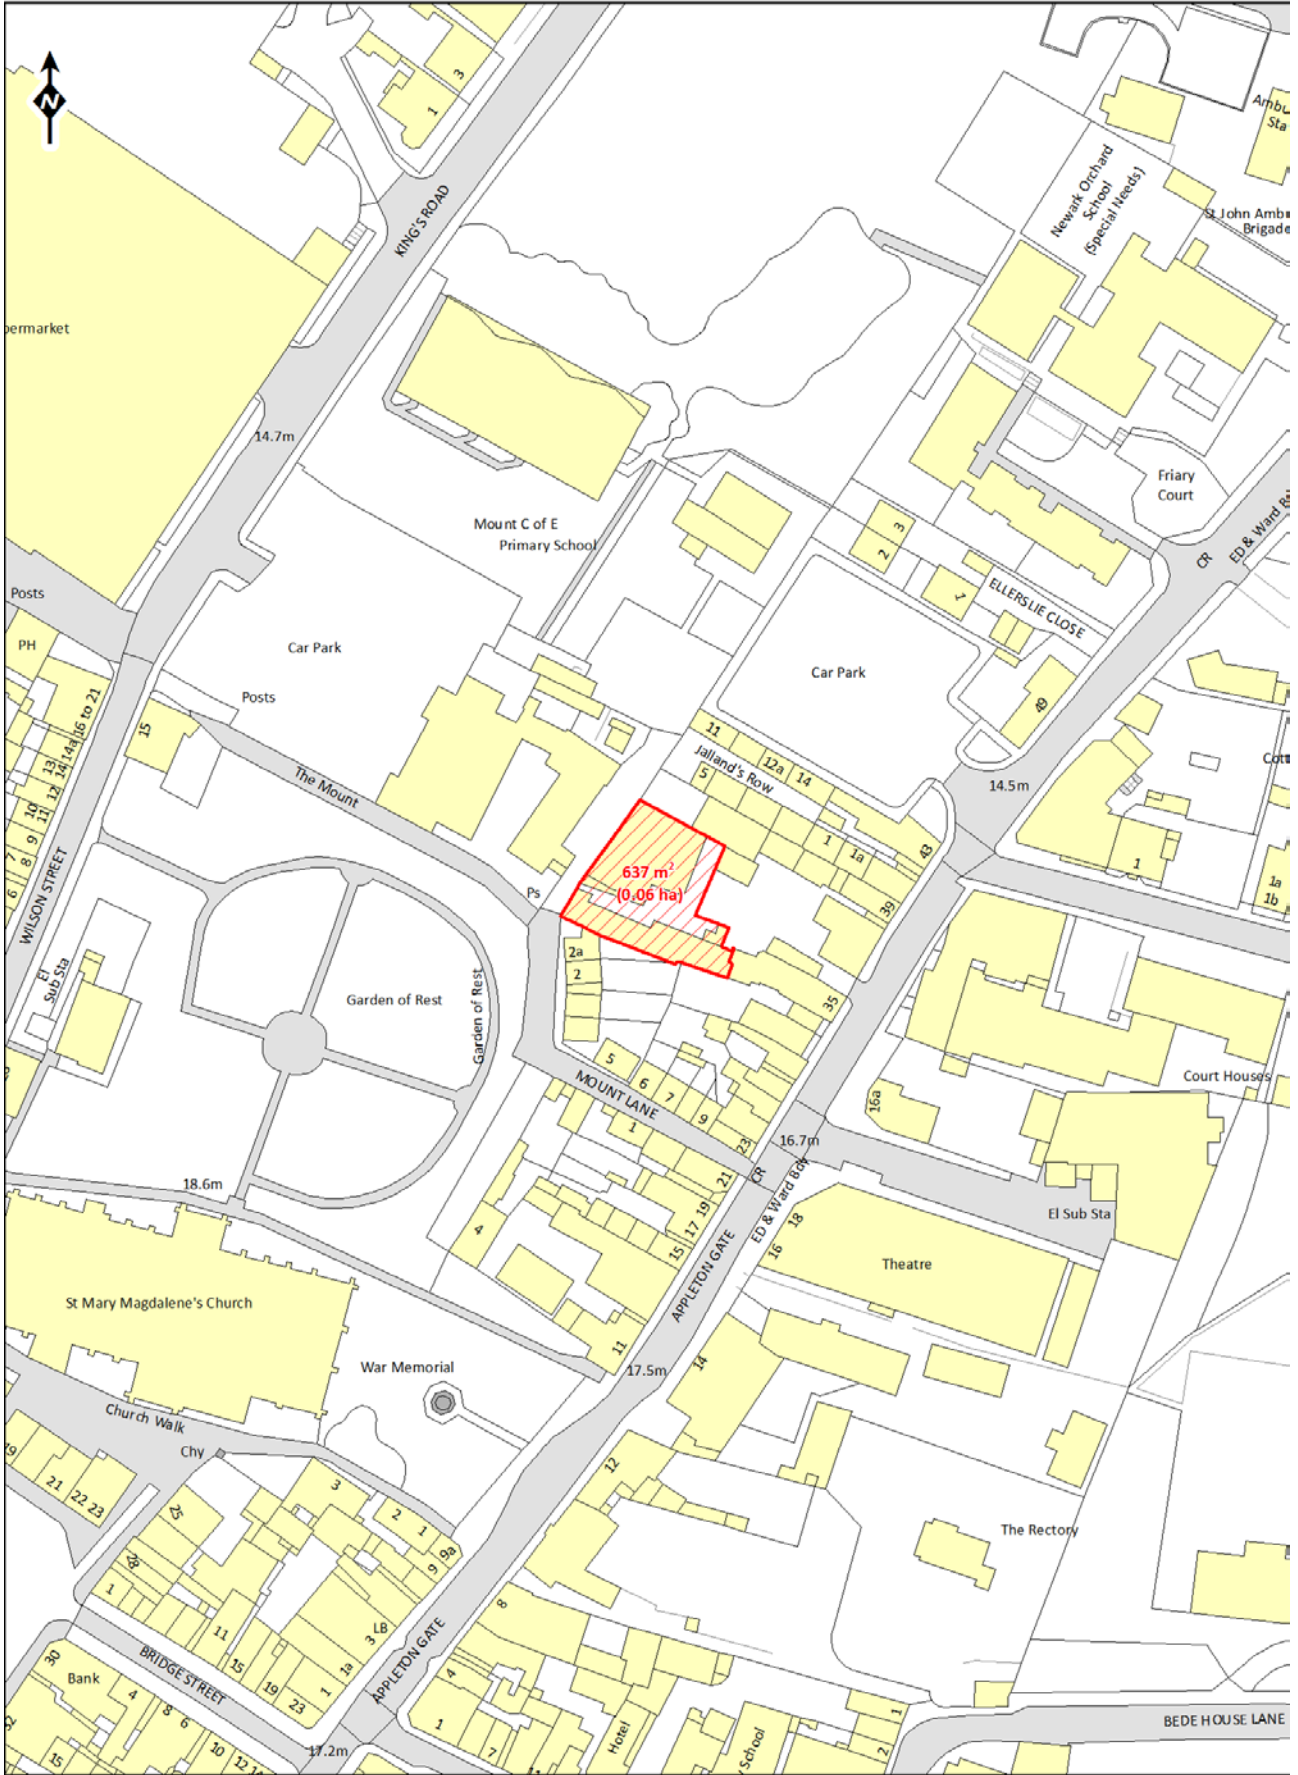 3
1
N
Ambu
Sta
Newark Orchard
School
(Special Needs)
St John Ambu
Brigade
KING'S ROAD
permarket
14.7m
Friary
Court
Mount C of E
Primary School
3
2
CR
ED & Ward B
1
ELLERSLIE CLOSE
Posts
PH
Car Park
Car Park
Posts
16 to 21
15
49
14a
14
13
12
11
10
9
8
7
6
11
Jalland's Row
12a
14
5
The Mount
14.5m
Cott
1
1a
43
1
1a
1b
637 m²
(0.06 ha)
39
Ps
WILSON STREET
2a
2
El
Sub Sta
Garden of Rest
Garden of Rest
35
5
6
7
9
MOUNT LANE
Court Houses
16a
1
23
16.7m
CR
ED & Ward Bdy
21
19
17
15
18.6m
4
18
16
El Sub Sta
Theatre
APPLETON GATE
St Mary Magdalene's Church
11
17.5m
14
War Memorial
Church Walk
Chy
12
19
21
22
23
3
25
2
1
9a
9
28
1
The Rectory
8
LB
3
11
1a
15
19
23
1
30
Bank
BRIDGE STREET
APPLETON GATE
4
8
6
10
12
15
17.2m
4
1
7
Hotel
School
1
2
BEDE HOUSE LANE